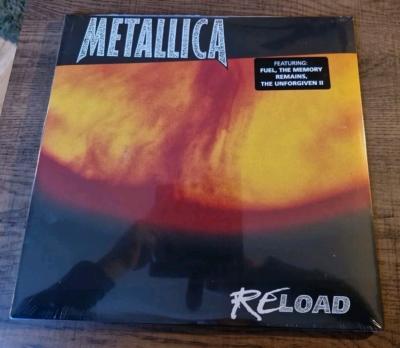 METALLICA
FEATURING:
FUEL, THE MEMORY
REMAINS,
THE UNFORGIVEN II
RELOAD